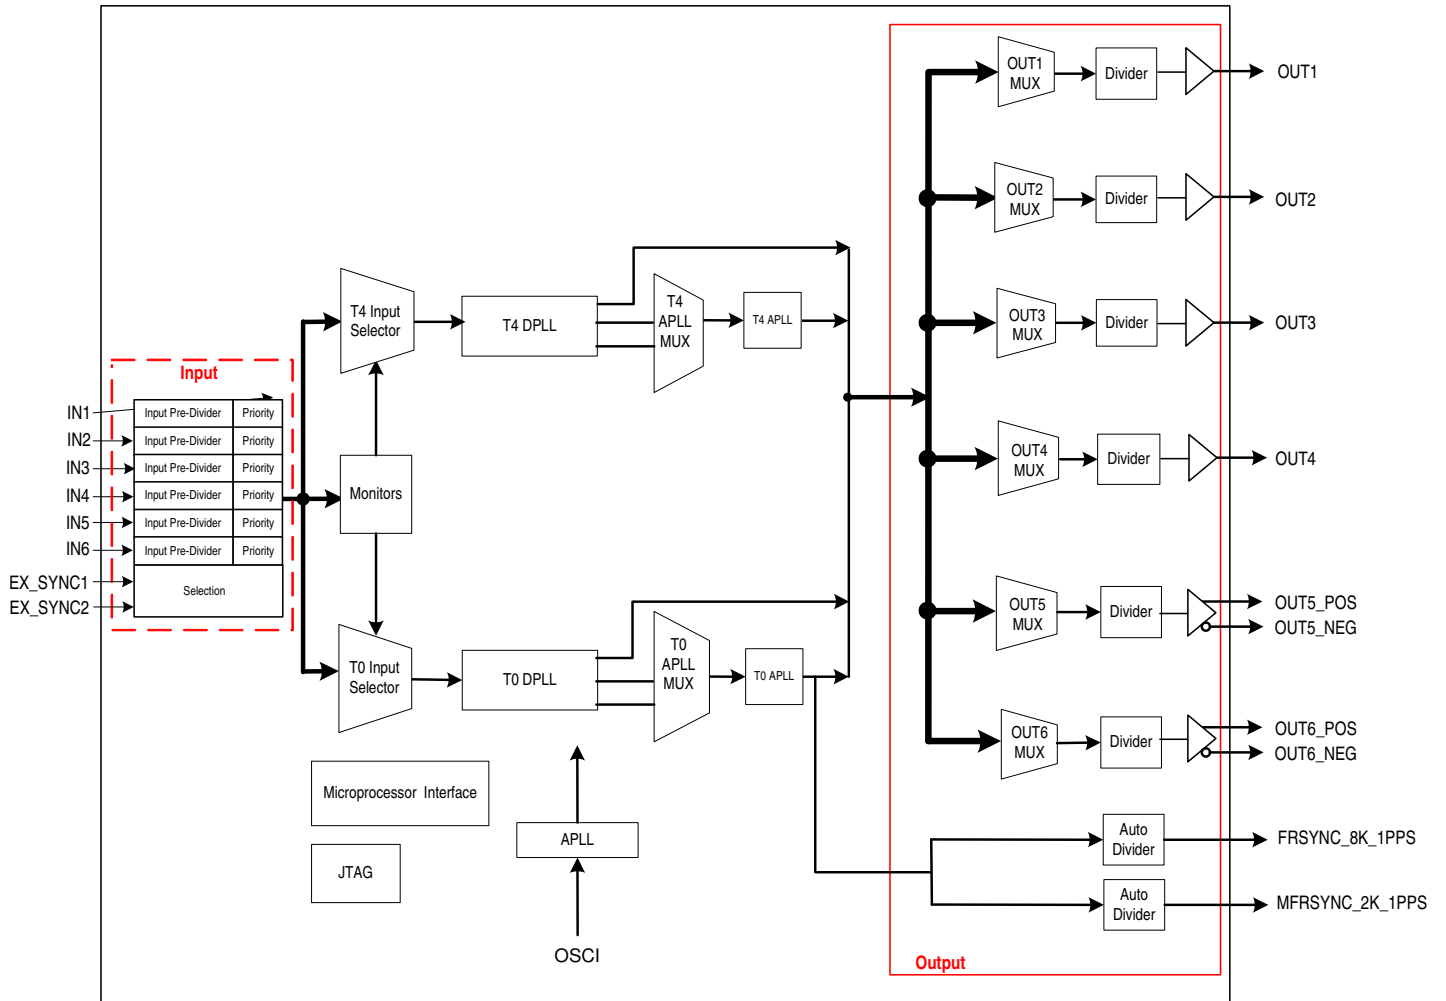 OUT1
MUX
Divider
OUT1
OUT2
MUX
Divider
OUT2
T4 Input
Selector
T4 DPLL
T4
APLL
MUX
T4 APLL
OUT3
MUX
Divider
OUT3
Input
IN1
Input Pre-Divider
Priority
IN2
Input Pre-Divider
Priority
IN3
Input Pre-Divider
Priority
IN4
Input Pre-Divider
Priority
IN5
Input Pre-Divider
Priority
IN6
Input Pre-Divider
Priority
EX_SYNC1
EX_SYNC2
Selection
Monitors
OUT4
MUX
Divider
OUT4
OUT5
MUX
Divider
OUT5_POS
OUT5_NEG
T0 Input
Selector
T0 DPLL
T0
APLL
MUX
T0 APLL
OUT6
MUX
Divider
OUT6_POS
OUT6_NEG
Microprocessor Interface
JTAG
APLL
OSCI
Auto
Divider
FRSYNC_8K_1PPS
Auto
Divider
MFRSYNC_2K_1PPS
Output